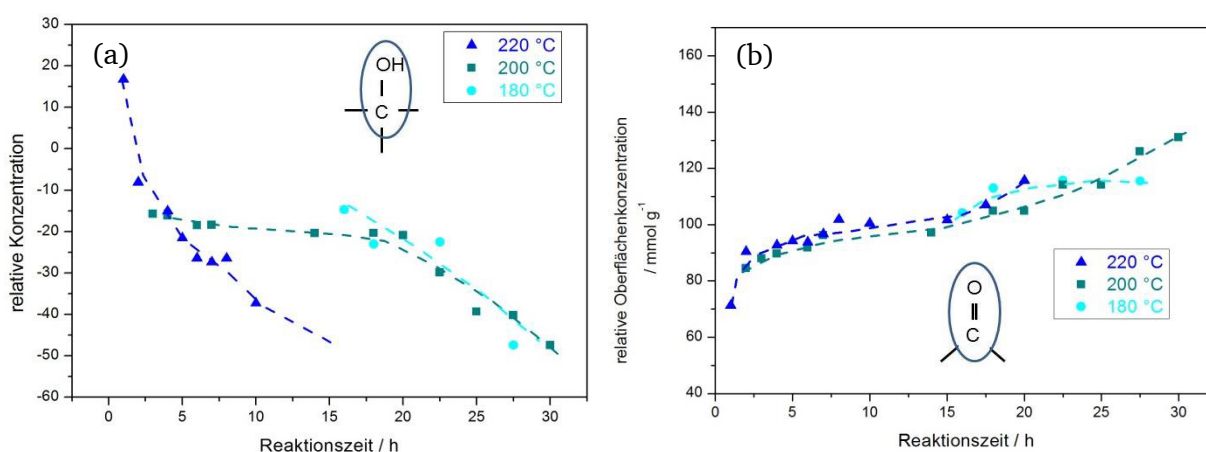 (a)
220 °C
200 °C
180 °C
OH
C
relative Konzentration
30
20
10
0
-10
-20
-30
-40
-50
-60
0
5
10
15
20
25
30
Reaktionszeit / h
(b)
220 °C
200 °C
180 °C
O
C
relative Oberflächenkonzentration
/ mmol g⁻¹
160
140
120
100
80
60
40
0
5
10
15
20
25
30
Reaktionszeit / h